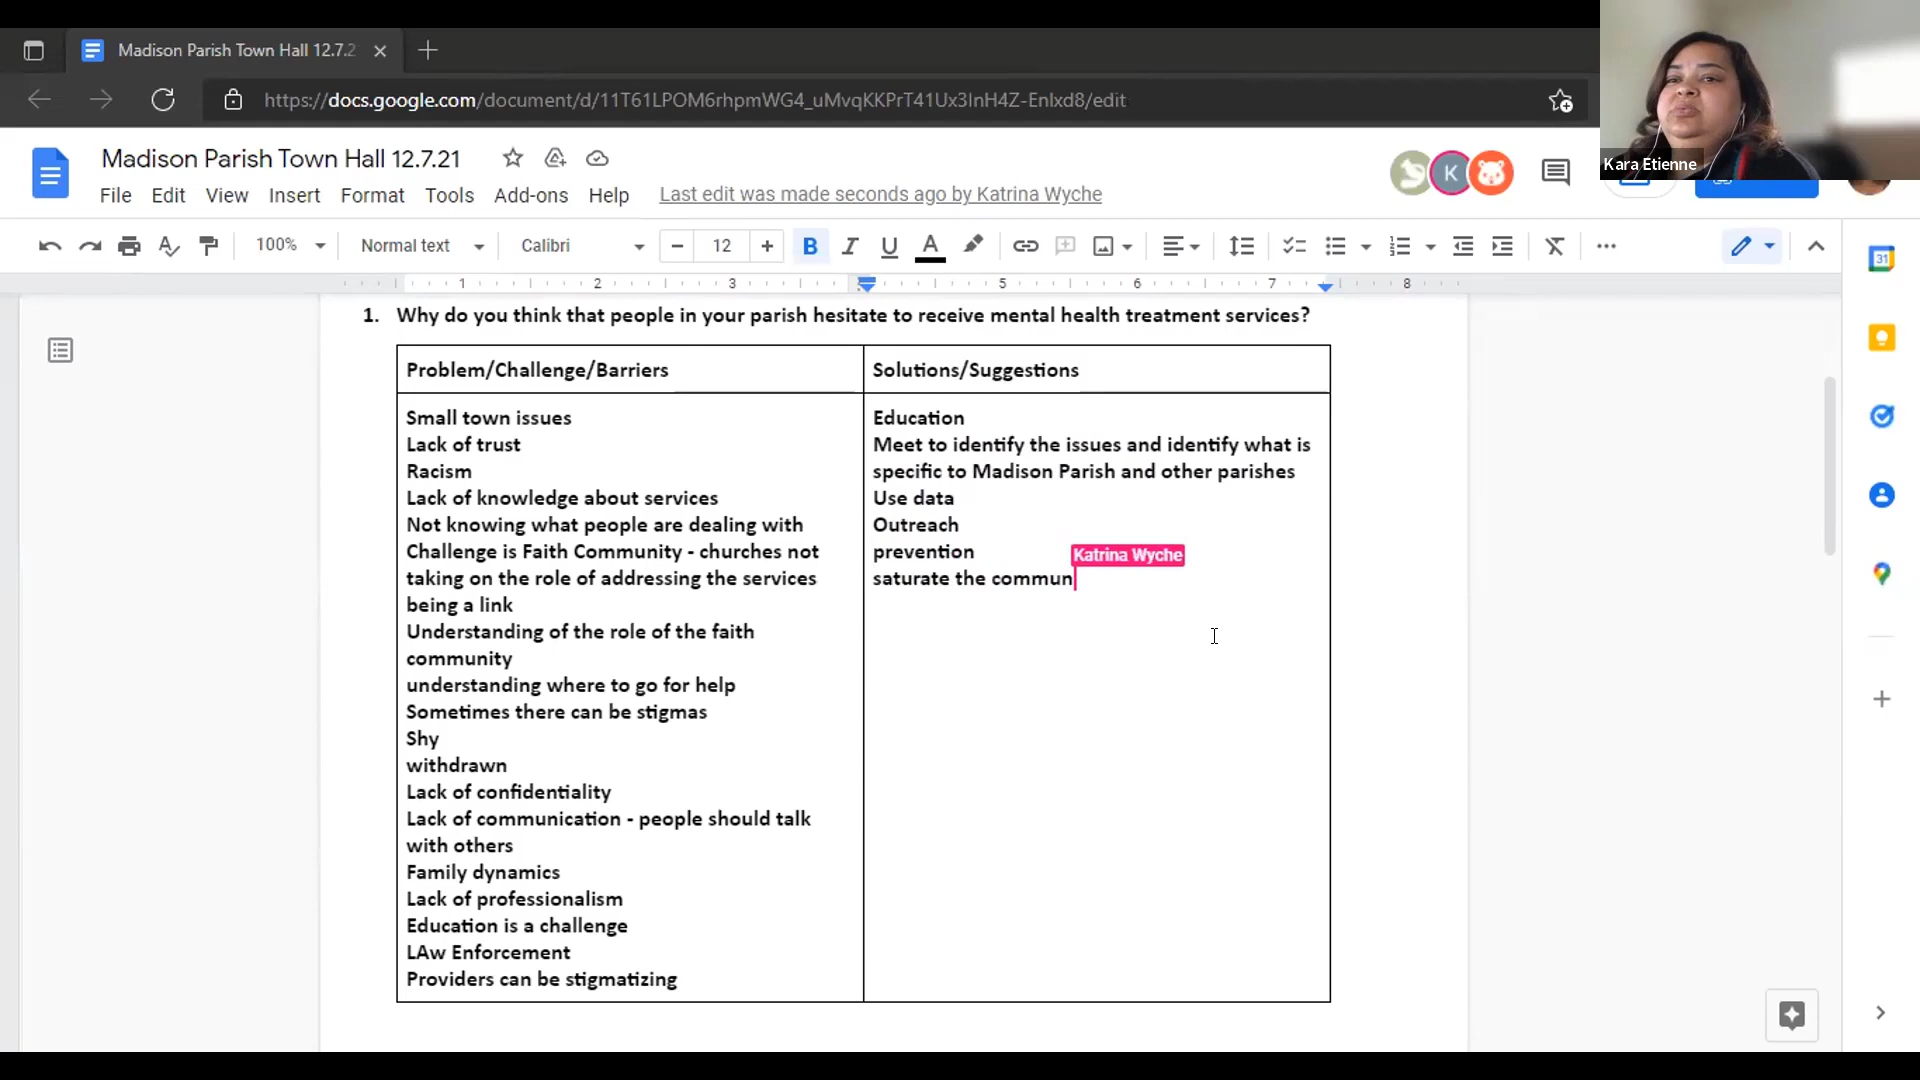 Madison Parish Town Hall 12.7.2
https://docs.google.com/document/d/11T61LPOM6rhpmWG4_uMvqKKPrT41Ux3InH4Z-EnIxd8/edit
Kara Etienne
Madison Parish Town Hall 12.7.21
K
File Edit View Insert Format Tools Add-ons Help Last edit was made seconds ago by Katrina Wyche
100% Normal text Calibri 12 B I U A
31
1 2 3 5 6 7 8
1. Why do you think that people in your parish hesitate to receive mental health treatment services?
Problem/Challenge/Barriers
Small town issues
Lack of trust
Racism
Lack of knowledge about services
Not knowing what people are dealing with
Challenge is Faith Community - churches not
taking on the role of addressing the services
being a link
Understanding of the role of the faith
community
understanding where to go for help
Sometimes there can be stigmas
Shy
withdrawn
Lack of confidentiality
Lack of communication - people should talk
with others
Family dynamics
Lack of professionalism
Education is a challenge
LAw Enforcement
Providers can be stigmatizing
Solutions/Suggestions
Education
Meet to identify the issues and identify what is
specific to Madison Parish and other parishes
Use data
Outreach
prevention
Katrina Wyche
saturate the commun